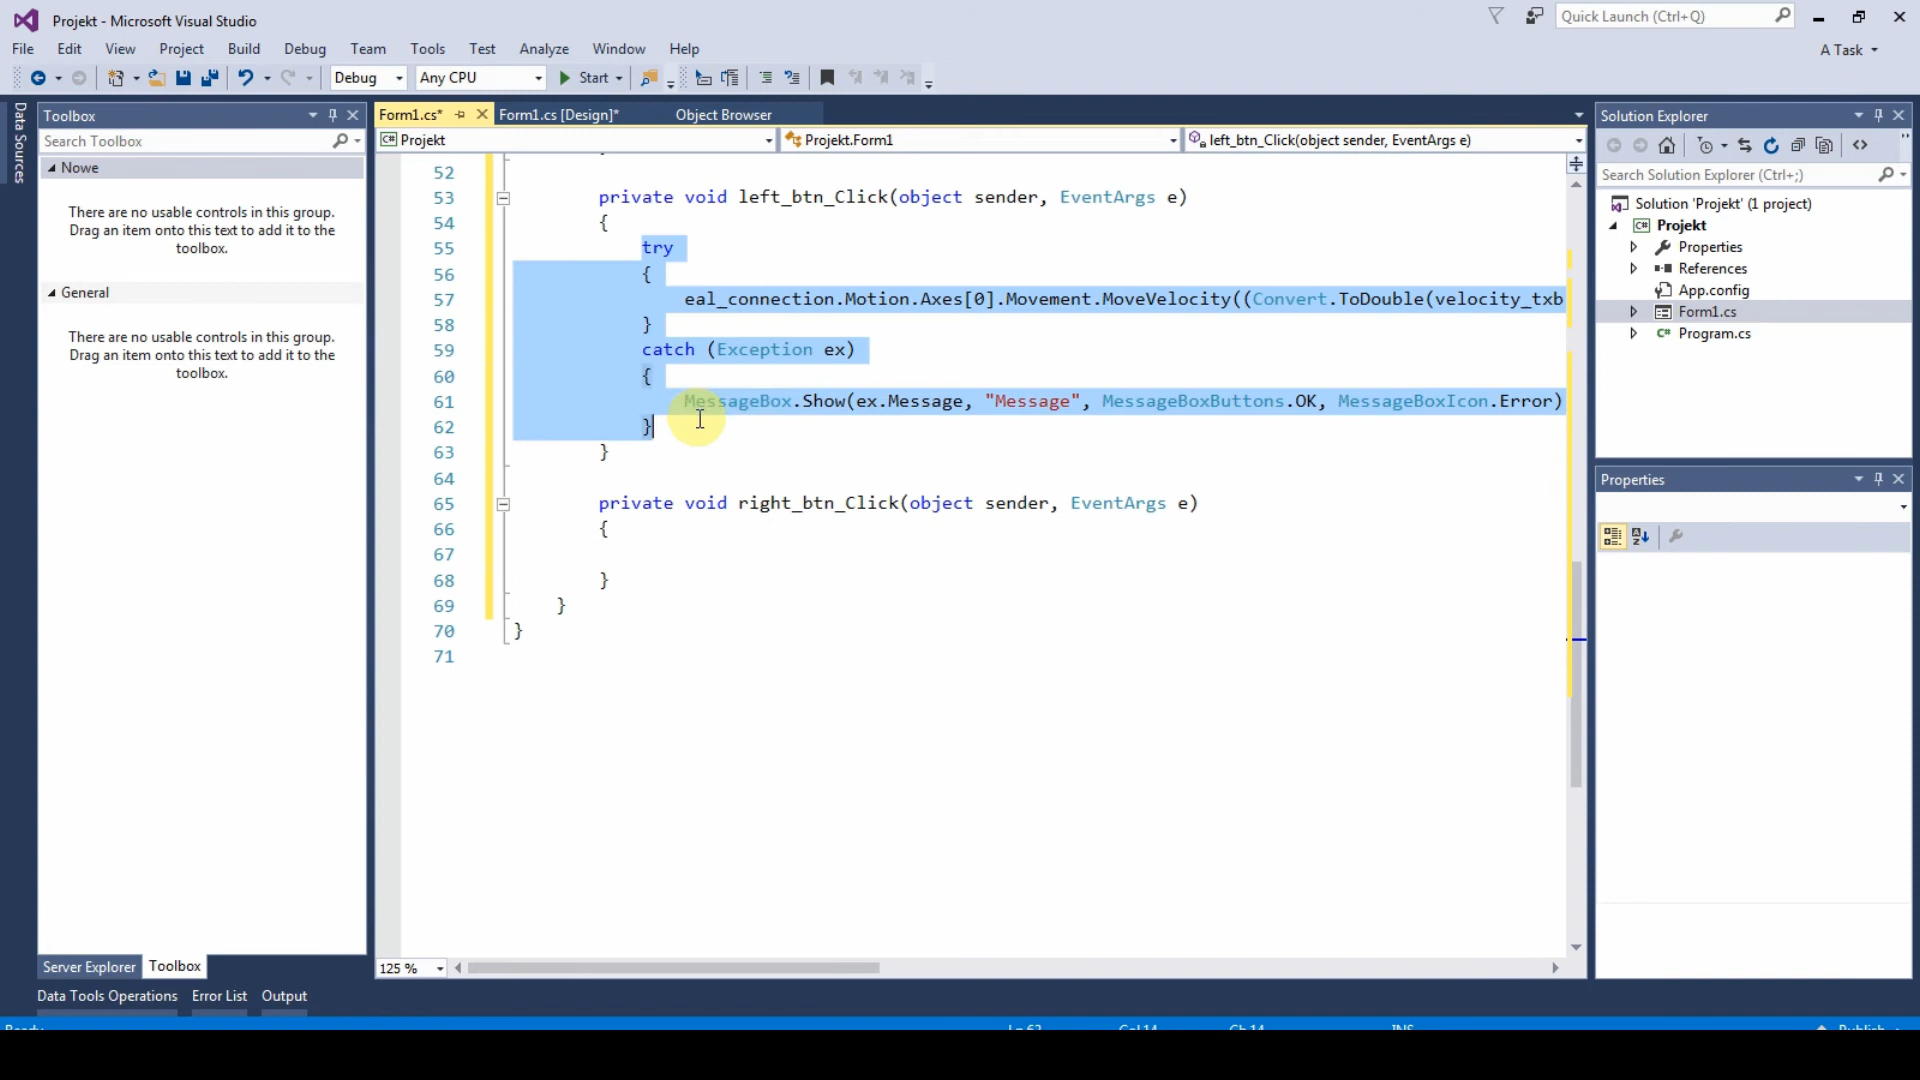 Projekt - Microsoft Visual Studio
Quick Launch (Ctrl+Q)
File Edit View Project Build Debug Team Tools Test Analyze Window Help
A Task
Debug Any CPU Start
Data Sources
Toolbox
Search Toolbox
Nowe
There are no usable controls in this group.
Drag an item onto this text to add it to the
toolbox.
General
There are no usable controls in this group.
Drag an item onto this text to add it to the
toolbox.
Server Explorer Toolbox
Form1.cs* Form1.cs [Design]* Object Browser
Projekt Projekt.Form1 left_btn_Click(object sender, EventArgs e)
52
53 private void left_btn_Click(object sender, EventArgs e)
54 {
55 try
56 {
57 eal_connection.Motion.Axes[0].Movement.MoveVelocity((Convert.ToDouble(velocity_txb
58 }
59 catch (Exception ex)
60 {
61 MessageBox.Show(ex.Message, "Message", MessageBoxButtons.OK, MessageBoxIcon.Error)
62 }
63 }
64
65 private void right_btn_Click(object sender, EventArgs e)
66 {
67
68 }
69 }
70 }
71
125 %
Solution Explorer
Search Solution Explorer (Ctrl+;)
Solution 'Projekt' (1 project)
C# Projekt
Properties
References
App.config
Form1.cs
C# Program.cs
Properties
Data Tools Operations Error List Output